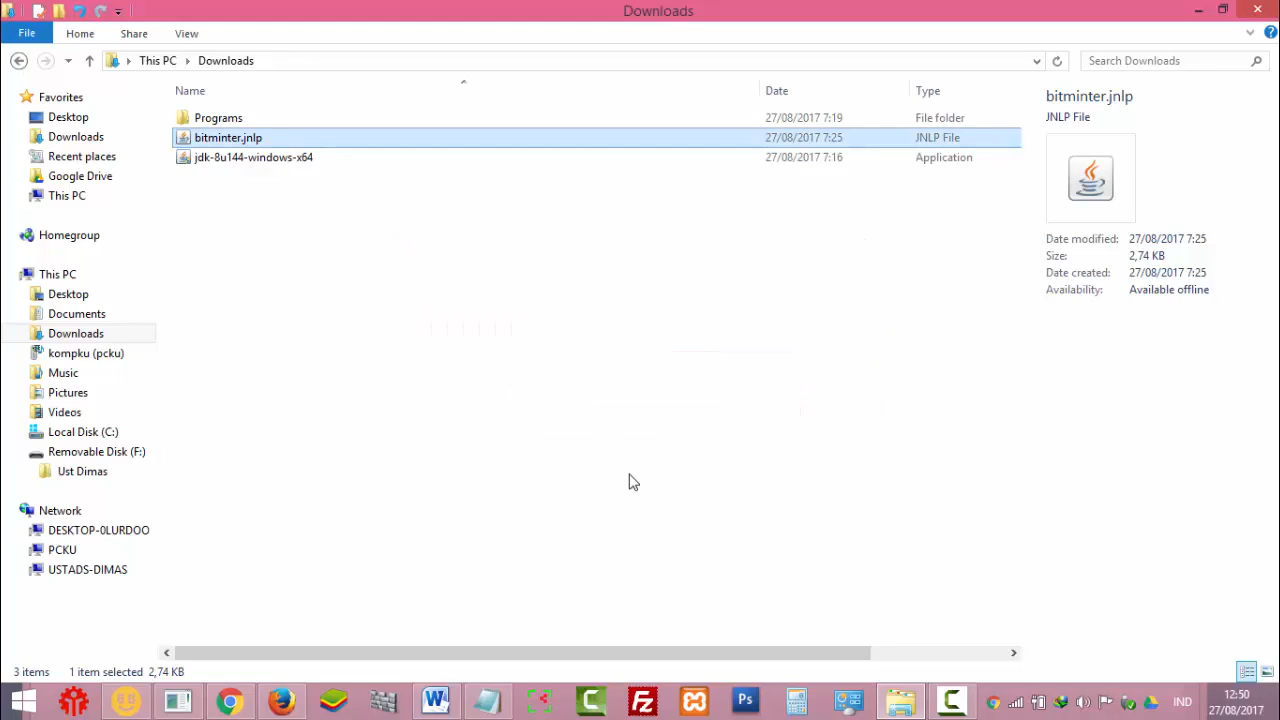 Downloads
File Home Share View
This PC Downloads Search Downloads
Name Date Type
Programs 27/08/2017 7:19 File folder
bitminter.jnlp 27/08/2017 7:25 JNLP File
jdk-8u144-windows-x64 27/08/2017 7:16 Application
Favorites
Desktop
Downloads
Recent places
Google Drive
This PC
Homegroup
This PC
Desktop
Documents
Downloads
kompku (pcku)
Music
Pictures
Videos
Local Disk (C:)
Removable Disk (F:)
Ust Dimas
Network
DESKTOP-0LURDOO
PCKU
USTADS-DIMAS
bitminter.jnlp
JNLP File
Date modified: 27/08/2017 7:25
Size: 2,74 KB
Date created: 27/08/2017 7:25
Availability: Available offline
3 items 1 item selected 2,74 KB
IND
12:50
27/08/2017